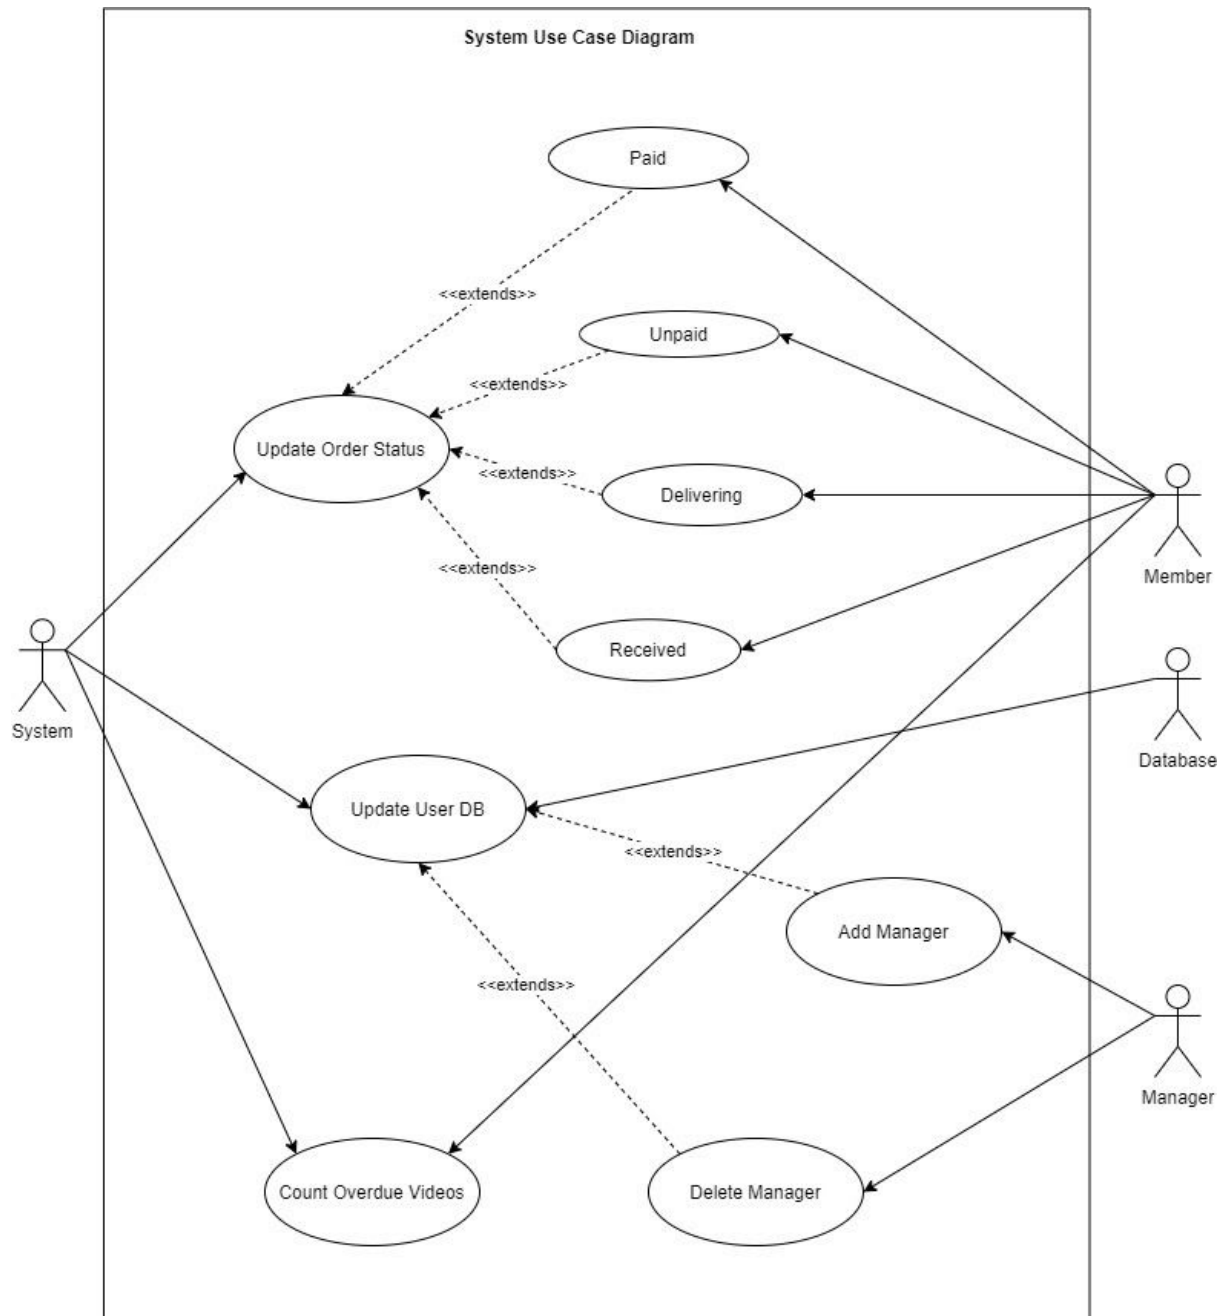 System Use Case Diagram
Paid
<<extends>>
Unpaid
<<extends>>
Update Order Status
<<extends>>
Delivering
<<extends>>
Member
Received
System
Database
Update User DB
<<extends>>
Add Manager
<<extends>>
Manager
Count Overdue Videos
Delete Manager